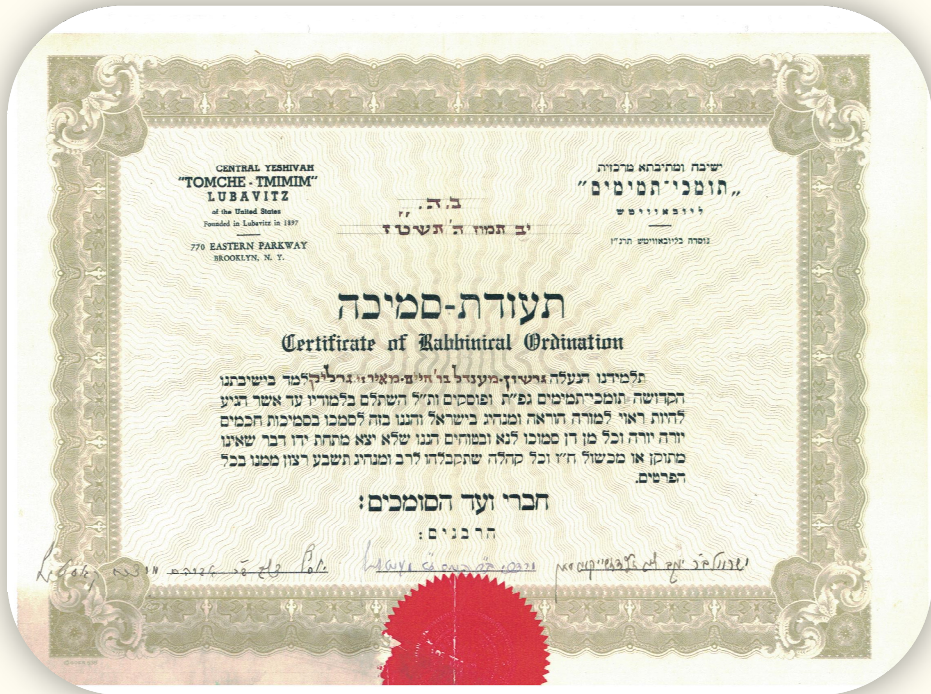 CENTRAL YESHIVAH
"TOMCHE - TMIMIM"
LUBAVITZ
of the United States
Founded in Lubavitz in 1897
770 EASTERN PARKWAY
BROOKLYN, N. Y.
ישיבה ומתיבתא מרכזית
„תומכי־תמימים"
ליובאוויטש
נוסדה בליובאוויטש תרנ"ז
ב.ה.,,
יב תמוז ה' תשט"ז
תעודת-סמיכה
Certificate of Rabbinical Ordination
תלמידנו הנעלה גרשון-מענדל בר' חיים-מאיר גרליק למד בישיבתנו
הקדושה תומכי־תמימים גפ"ת ופוסקים ות"ל השתלם בלמודיו עד אשר הגיע
להיות ראוי למורה הוראה ומנהיג בישראל והננו בזה לסמכו בסמיכות חכמים
יורה יורה וכל מן דן סמוכו לנא ובטוחים הננו שלא יצא מתחת ידו דבר שאינו
מתוקן או מכשול ח"ו וכל קהלה שתקבלהו לרב ומנהיג תשבע רצון ממנו בכל
הפרטים.
חברי ועד הסומכים:
הרבנים: